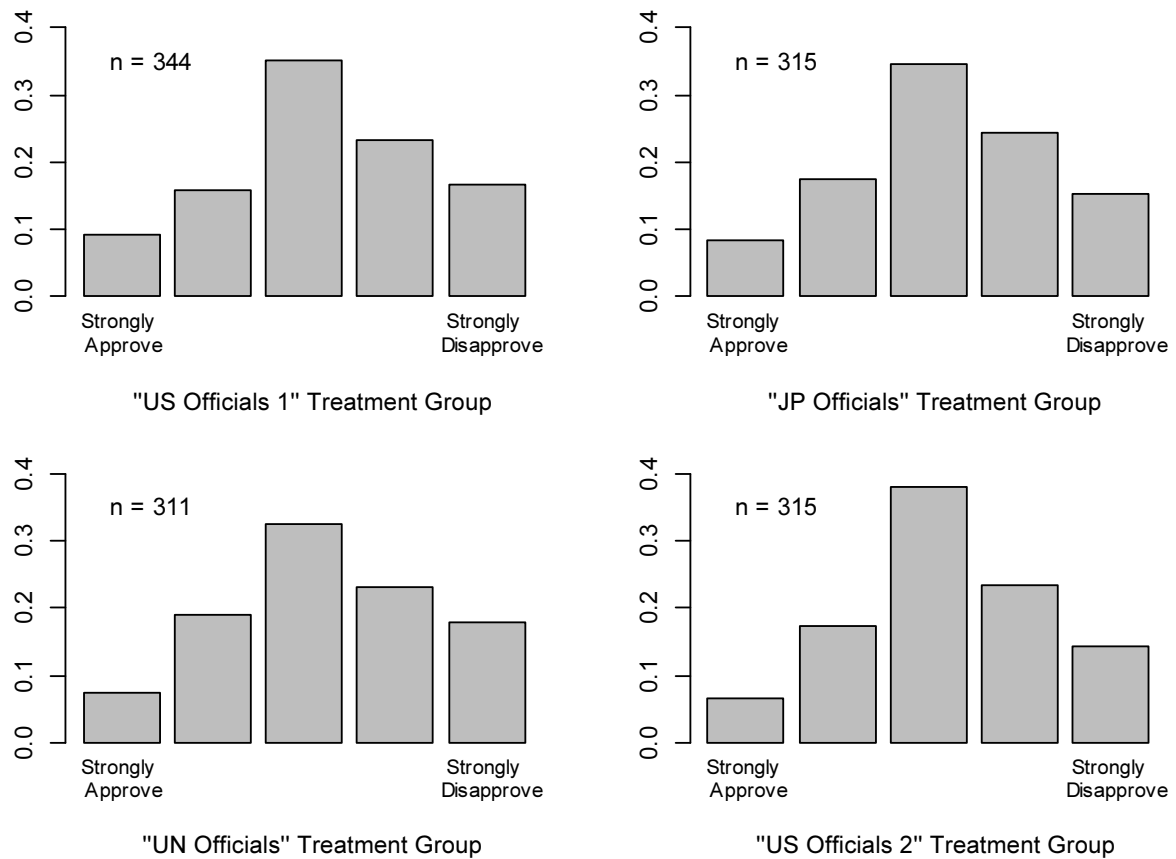 0.0 0.1 0.2 0.3 0.4
n = 344
Strongly
Approve
Strongly
Disapprove
"US Officials 1" Treatment Group
0.0 0.1 0.2 0.3 0.4
n = 315
Strongly
Approve
Strongly
Disapprove
"JP Officials" Treatment Group
0.0 0.1 0.2 0.3 0.4
n = 311
Strongly
Approve
Strongly
Disapprove
"UN Officials" Treatment Group
0.0 0.1 0.2 0.3 0.4
n = 315
Strongly
Approve
Strongly
Disapprove
"US Officials 2" Treatment Group